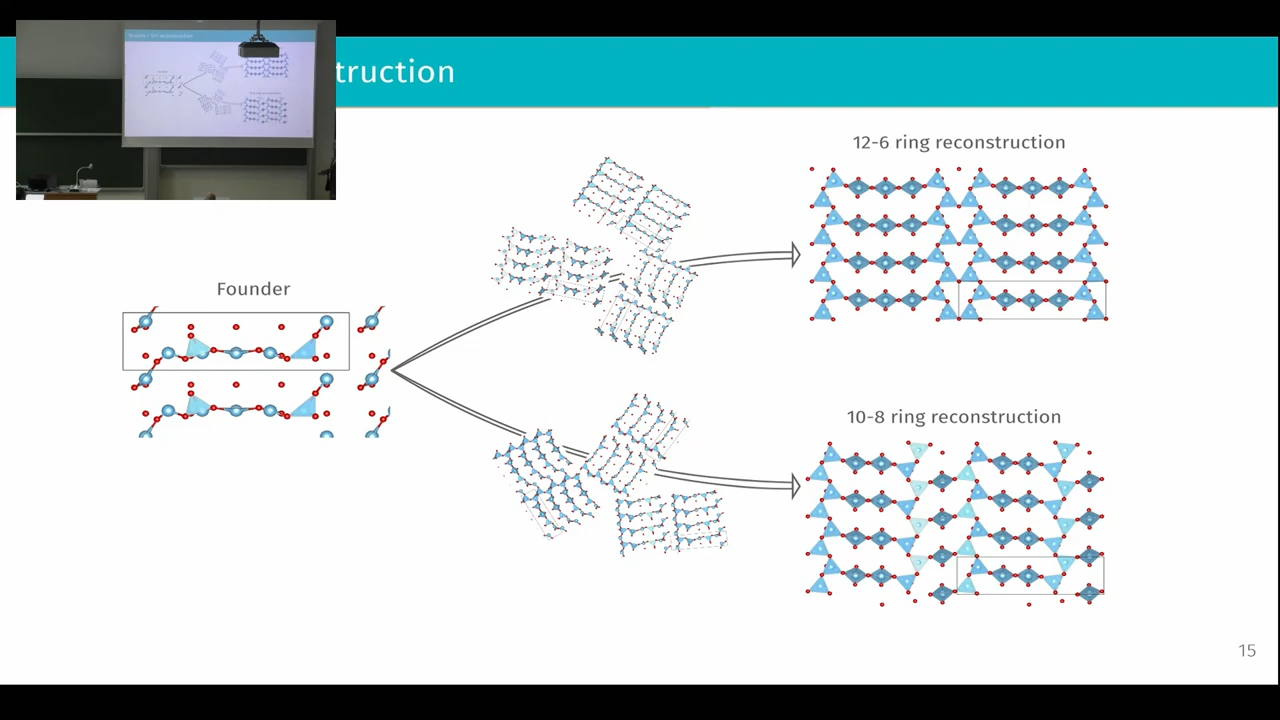 truction
12-6 ring reconstruction
Founder
10-8 ring reconstruction
15